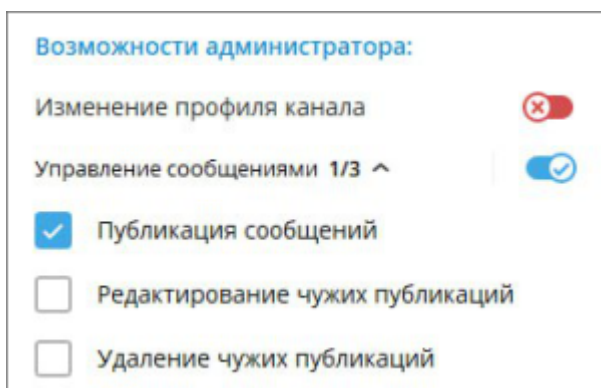 Возможности администратора:
Изменение профиля канала
Управление сообщениями 1/3
Публикация сообщений
Редактирование чужих публикаций
Удаление чужих публикаций